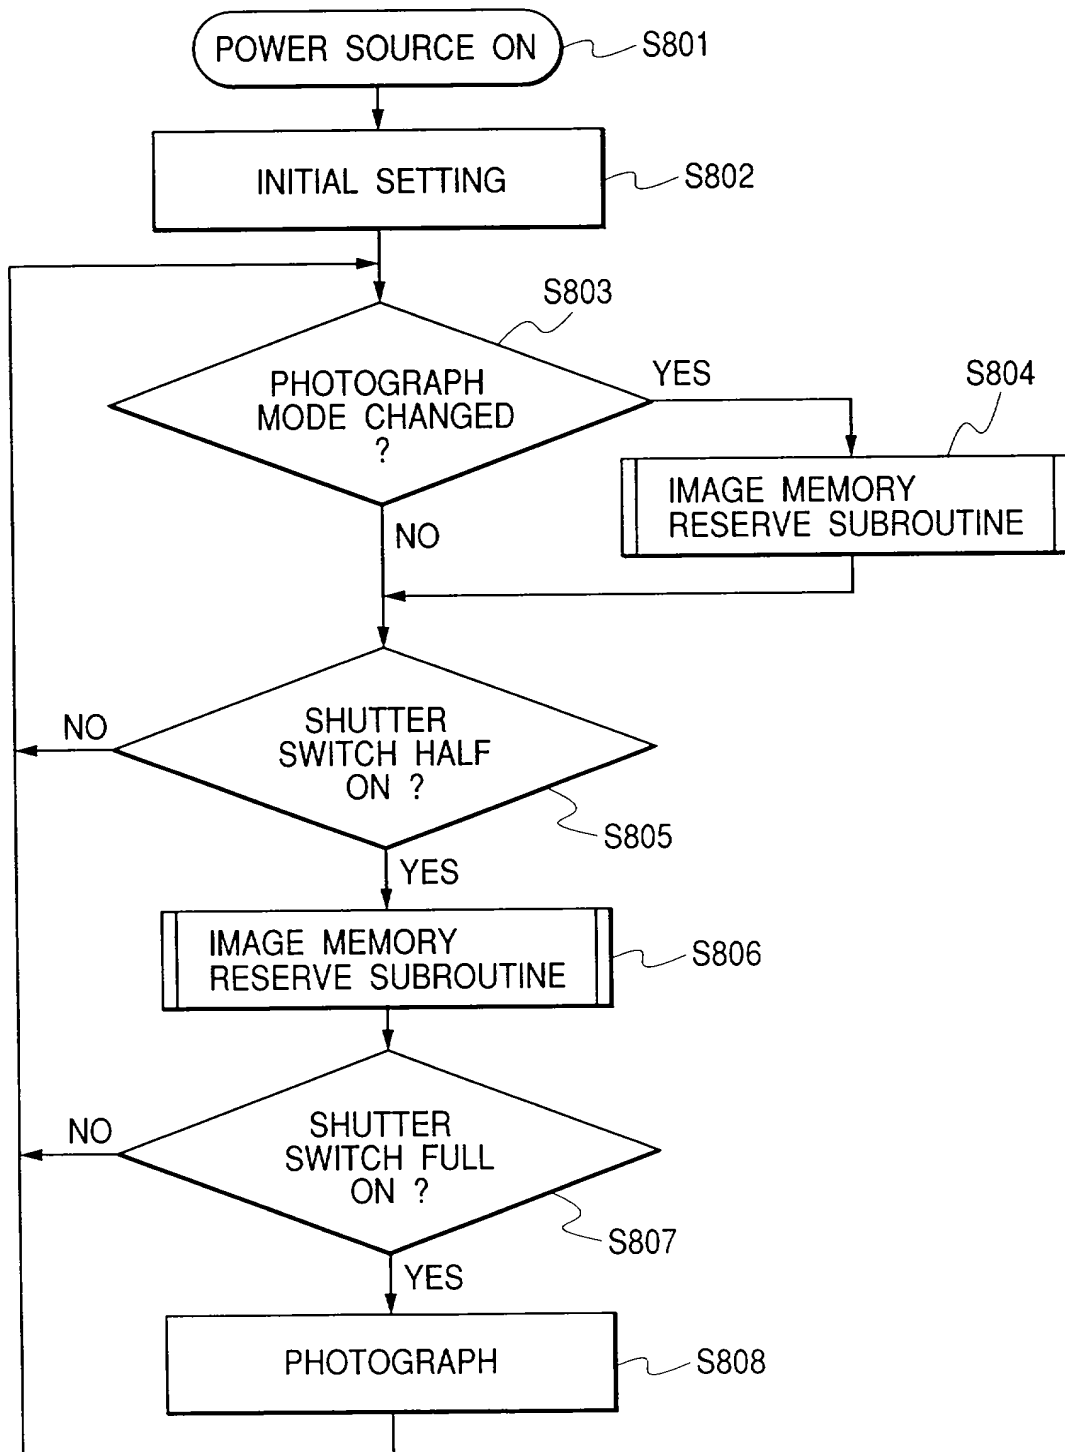 POWER SOURCE ON
S801
INITIAL SETTING
S802
S803
PHOTOGRAPH
MODE CHANGED
?
YES
S804
IMAGE MEMORY
RESERVE SUBROUTINE
NO
SHUTTER
SWITCH HALF
ON ?
NO
S805
YES
IMAGE MEMORY
RESERVE SUBROUTINE
S806
SHUTTER
SWITCH FULL
ON ?
NO
S807
YES
PHOTOGRAPH
S808